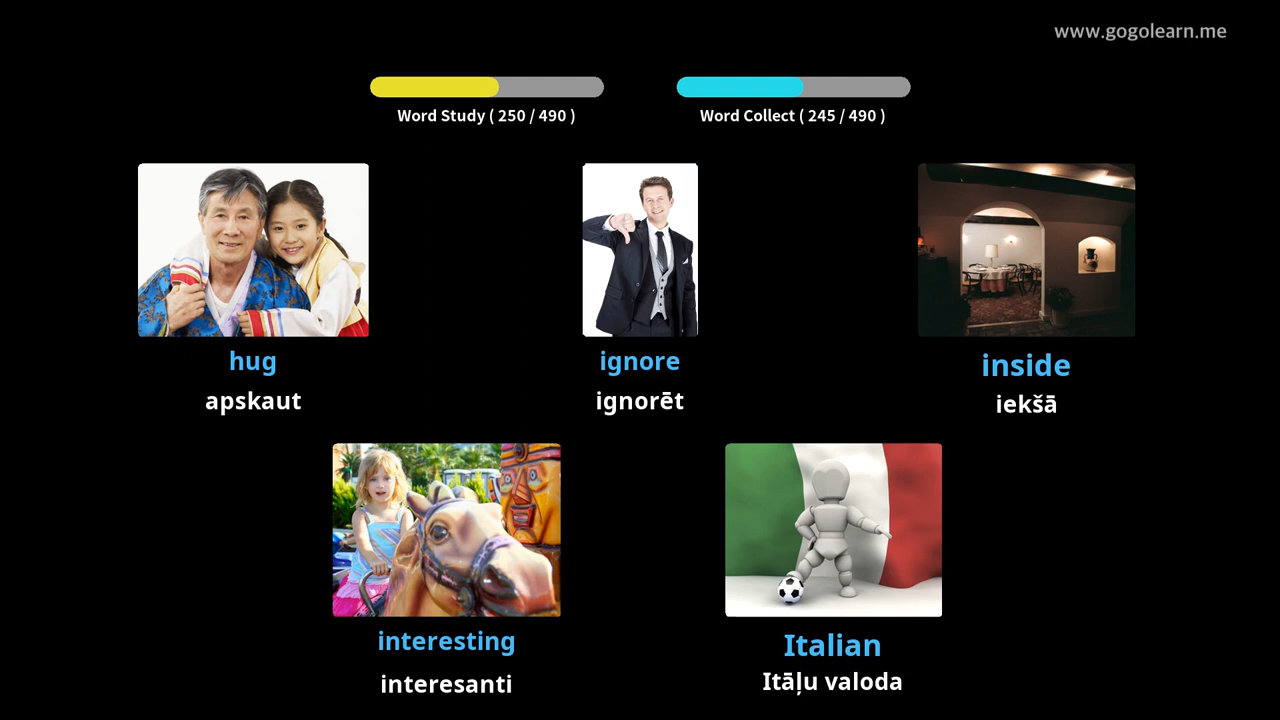 www.gogolearn.me
Word Study ( 250 / 490 )
Word Collect ( 245 / 490 )
hug
ignore
inside
apskaut
ignorēt
iekšā
interesting
Italian
interesanti
Itāļu valoda